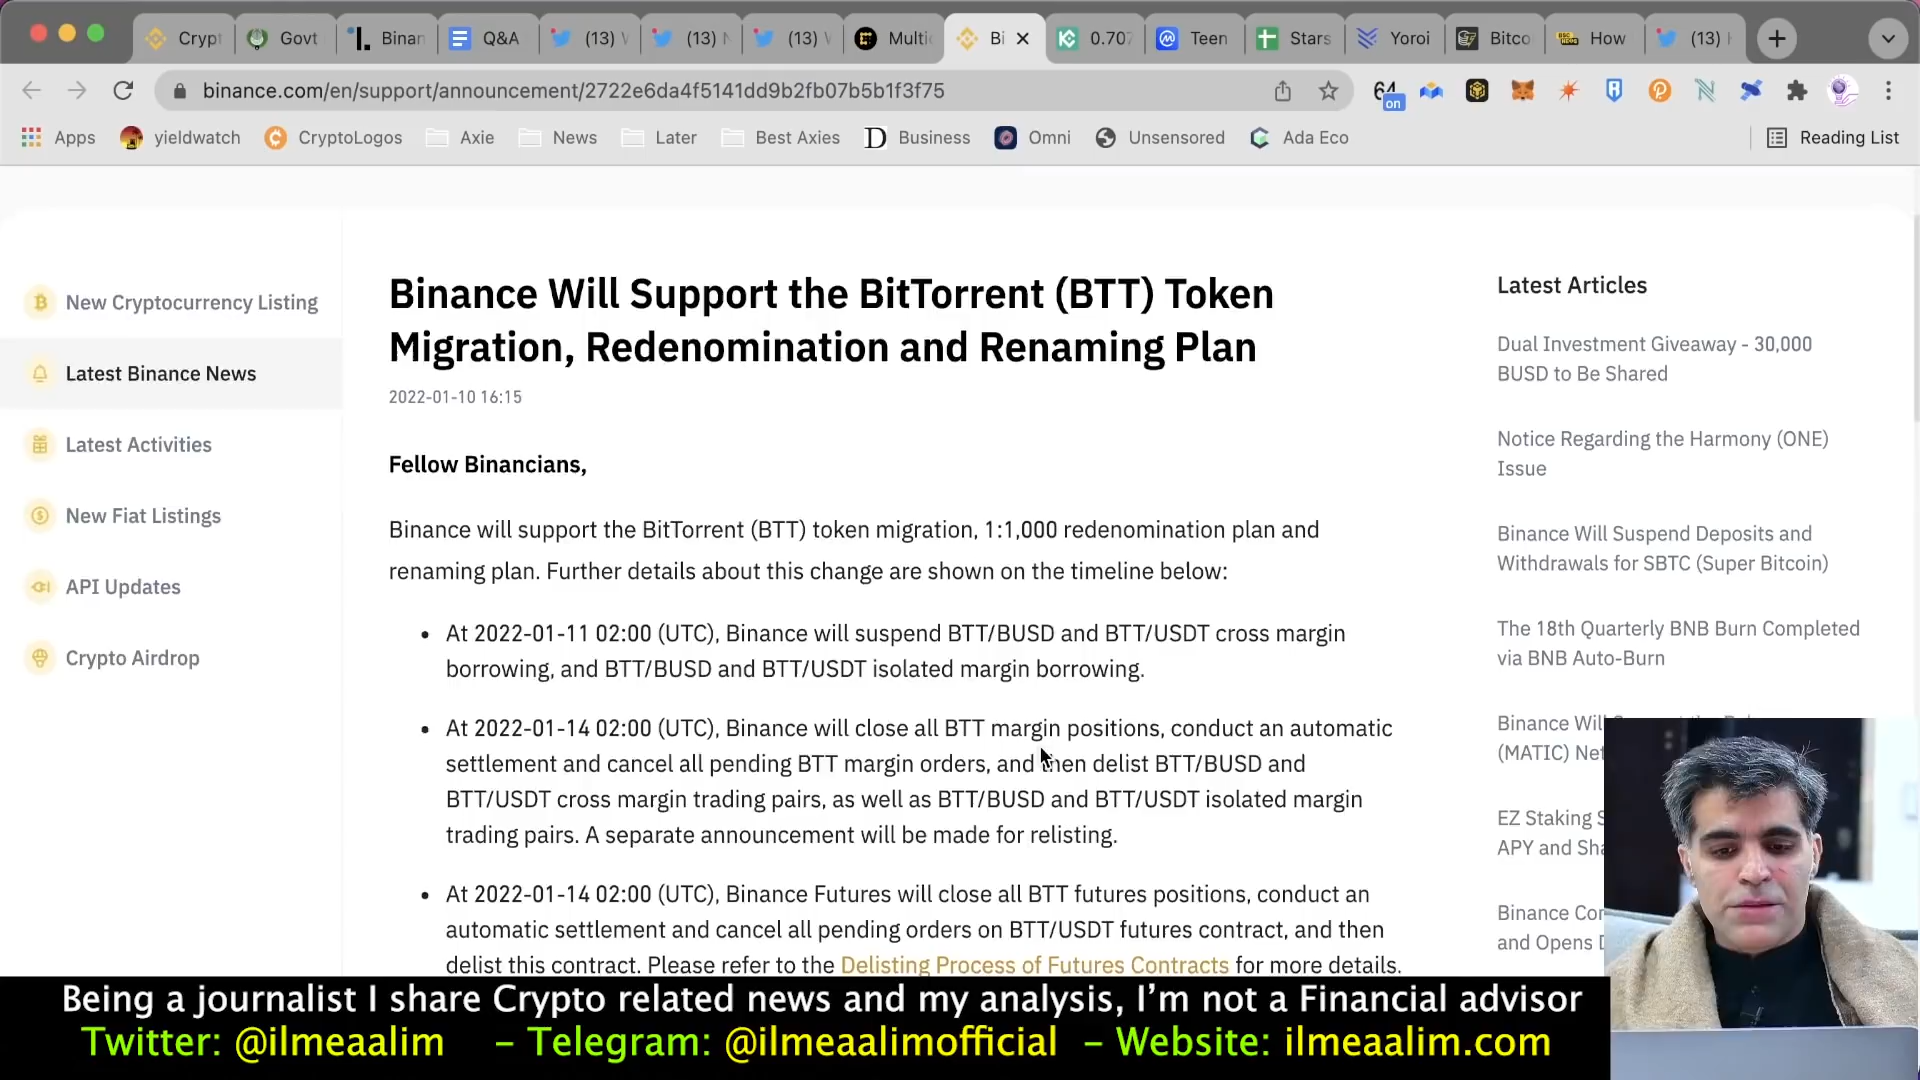 Crypt
Govt
Binan
Q&A
(13)
(13)
(13)
Multi
Bi
0.707
Teen
Stars
Yoroi
Bitco
How
(13)
binance.com/en/support/announcement/2722e6da4f5141dd9b2fb07b5b1f3f75
64
on
Apps
yieldwatch
CryptoLogos
Axie
News
Later
Best Axies
Business
Omni
Unsensored
Ada Eco
Reading List
New Cryptocurrency Listing
Latest Binance News
Latest Activities
New Fiat Listings
API Updates
Crypto Airdrop
Binance Will Support the BitTorrent (BTT) Token
Migration, Redenomination and Renaming Plan
2022-01-10 16:15
Fellow Binancians,
Binance will support the BitTorrent (BTT) token migration, 1:1,000 redenomination plan and
renaming plan. Further details about this change are shown on the timeline below:
• At 2022-01-11 02:00 (UTC), Binance will suspend BTT/BUSD and BTT/USDT cross margin
borrowing, and BTT/BUSD and BTT/USDT isolated margin borrowing.
• At 2022-01-14 02:00 (UTC), Binance will close all BTT margin positions, conduct an automatic
settlement and cancel all pending BTT margin orders, and then delist BTT/BUSD and
BTT/USDT cross margin trading pairs, as well as BTT/BUSD and BTT/USDT isolated margin
trading pairs. A separate announcement will be made for relisting.
• At 2022-01-14 02:00 (UTC), Binance Futures will close all BTT futures positions, conduct an
automatic settlement and cancel all pending orders on BTT/USDT futures contract, and then
delist this contract. Please refer to the Delisting Process of Futures Contracts for more details.
Latest Articles
Dual Investment Giveaway - 30,000
BUSD to Be Shared
Notice Regarding the Harmony (ONE)
Issue
Binance Will Suspend Deposits and
Withdrawals for SBTC (Super Bitcoin)
The 18th Quarterly BNB Burn Completed
via BNB Auto-Burn
Binance Wil
(MATIC) Net
EZ Staking S
APY and Sha
Binance Con
and Opens D
Being a journalist I share Crypto related news and my analysis, I'm not a Financial advisor
Twitter: @ilmeaalim – Telegram: @ilmeaalimofficial – Website: ilmeaalim.com